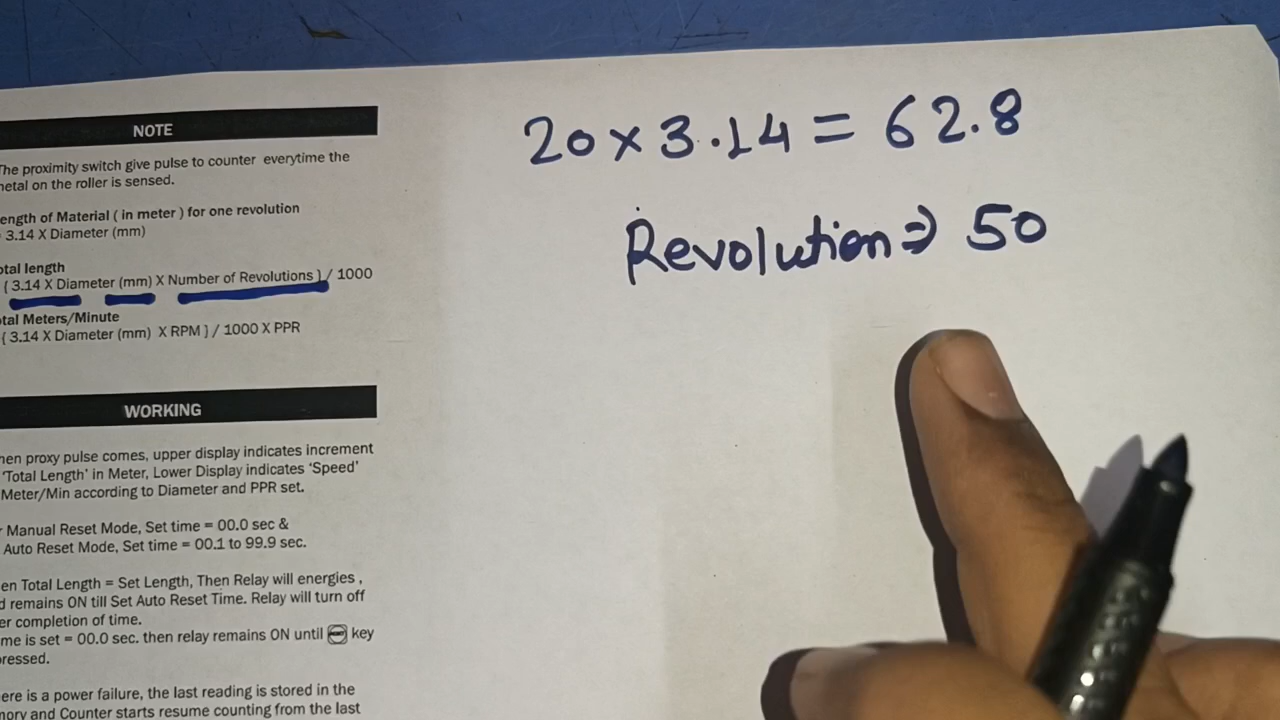 NOTE
The proximity switch give pulse to counter everytime the
metal on the roller is sensed.
ength of Material ( in meter ) for one revolution
3.14 X Diameter (mm)
otal length
( 3.14 X Diameter (mm) X Number of Revolutions ) / 1000
tal Meters/Minute
( 3.14 X Diameter (mm) X RPM ) / 1000 X PPR
WORKING
hen proxy pulse comes, upper display indicates increment
'Total Length' in Meter, Lower Display indicates 'Speed'
Meter/Min according to Diameter and PPR set.
r Manual Reset Mode, Set time = 00.0 sec &
Auto Reset Mode, Set time = 00.1 to 99.9 sec.
en Total Length = Set Length, Then Relay will energies ,
d remains ON till Set Auto Reset Time. Relay will turn off
er completion of time.
me is set = 00.0 sec. then relay remains ON until key
ressed.
ere is a power failure, the last reading is stored in the
mory and Counter starts resume counting from the last
20 x 3.14 = 62.8
Revolution ⇒ 50